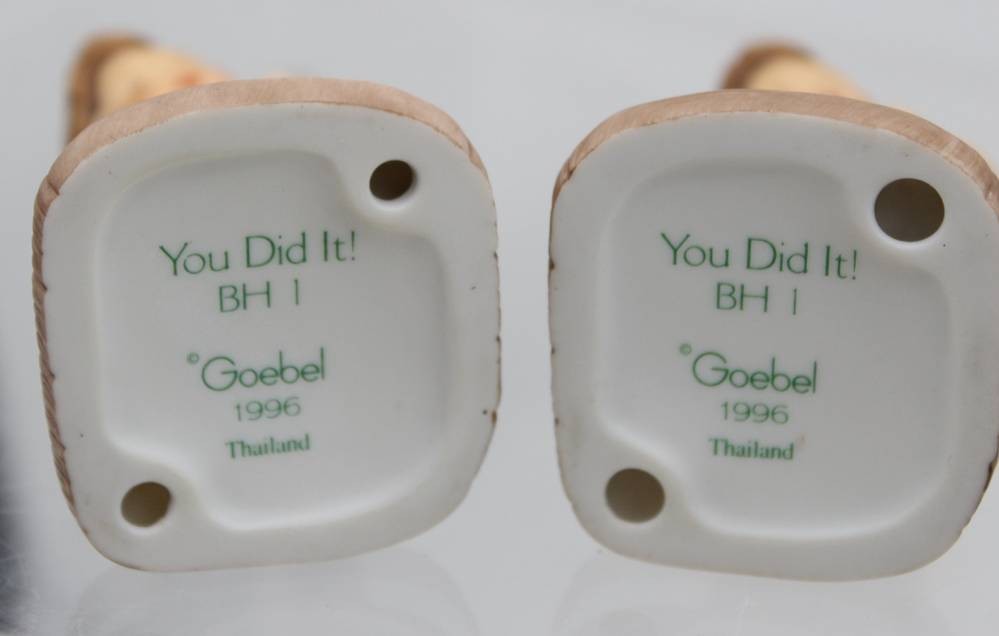 You Did It!
BH 1
©Goebel
1996
Thailand
You Did It!
BH 1
©Goebel
1996
Thailand